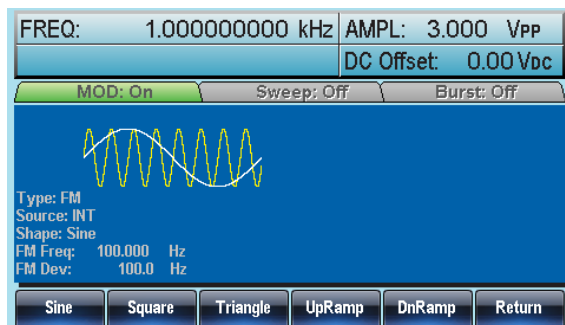 FREQ: 1.000000000 kHz AMPL: 3.000 VPP
DC Offset: 0.00 VDC
MOD: On Sweep: Off Burst: Off
Type: FM
Source: INT
Shape: Sine
FM Freq: 100.000 Hz
FM Dev: 100.0 Hz
Sine Square Triangle UpRamp DnRamp Return